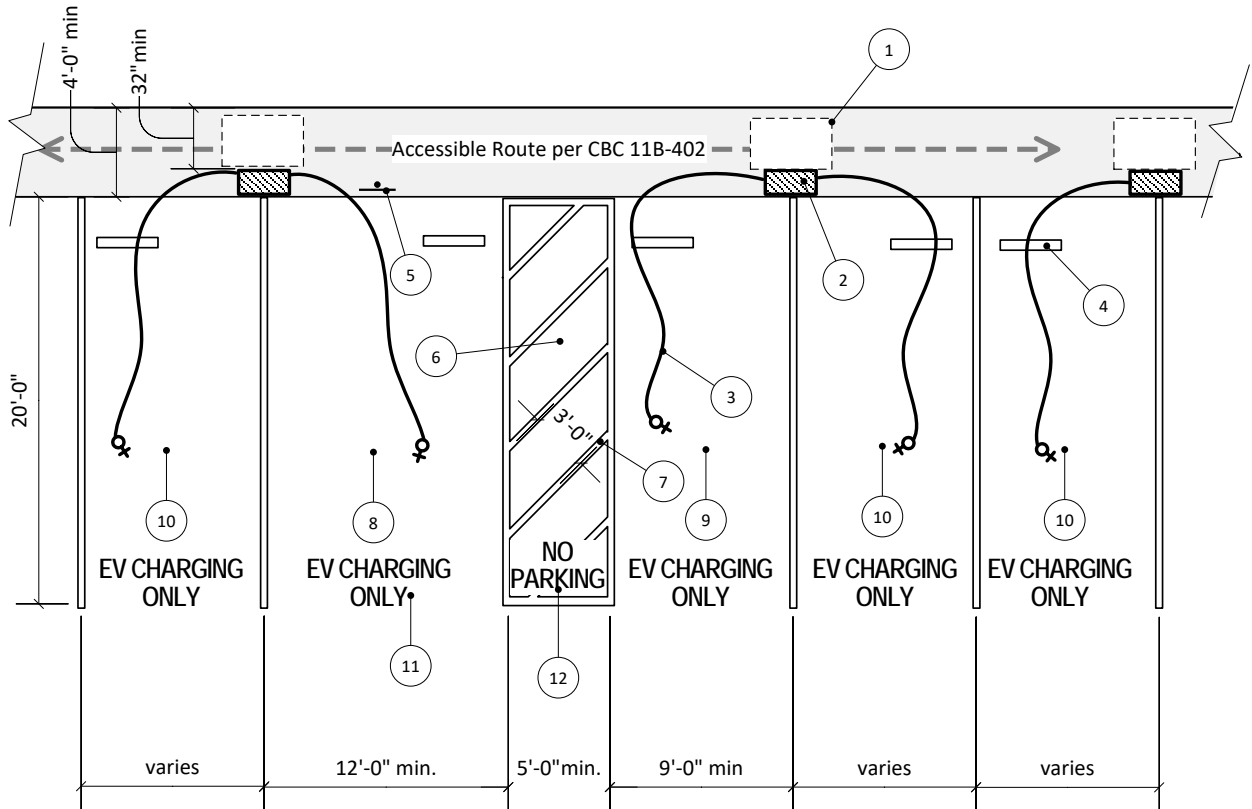 4'-0" min
32"min
1
Accessible Route per CBC 11B-402
5
2
4
6
3
20'-0"
3'-0"
7
10
8
9
10
10
EV CHARGING
ONLY
EV CHARGING
ONLY
NO
PARKING
EV CHARGING
ONLY
EV CHARGING
ONLY
EV CHARGING
ONLY
11
12
varies
12'-0" min.
5'-0"min.
9'-0" min
varies
varies